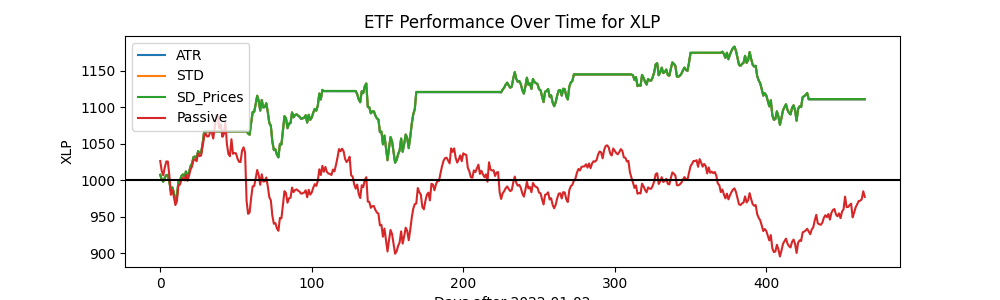 ETF Performance Over Time for XLP
XLP
1150
1100
1050
1000
950
900
ATR
STD
SD_Prices
Passive
0
100
200
300
400